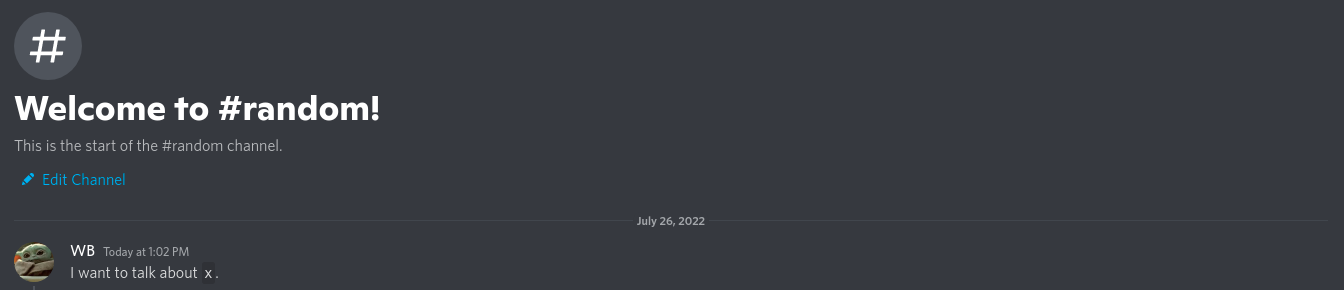 #
Welcome to #random!
This is the start of the #random channel.
Edit Channel
July 26, 2022
WB Today at 1:02 PM
I want to talk about x.